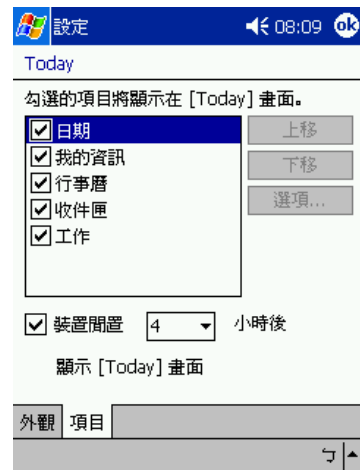 設定 08:09 ok
Today
勾選的項目將顯示在 [Today] 畫面。
日期
我的資訊
行事曆
收件匣
工作
上移
下移
選項...
裝置閒置 4 小時後
顯示 [Today] 畫面
外觀 項目
ㄅ